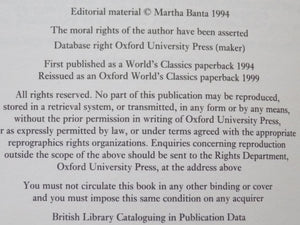 Editorial material © Martha Banta 1994
The moral rights of the author have been asserted
Database right Oxford University Press (maker)
First published as a World's Classics paperback 1994
Reissued as an Oxford World's Classics paperback 1999
All rights reserved. No part of this publication may be reproduced,
stored in a retrieval system, or transmitted, in any form or by any means,
without the prior permission in writing of Oxford University Press,
r as expressly permitted by law, or under terms agreed with the appropriate
reprographics rights organizations. Enquiries concerning reproduction
outside the scope of the above should be sent to the Rights Department,
Oxford University Press, at the address above
You must not circulate this book in any other binding or cover
and you must impose this same condition on any acquirer
British Library Cataloguing in Publication Data